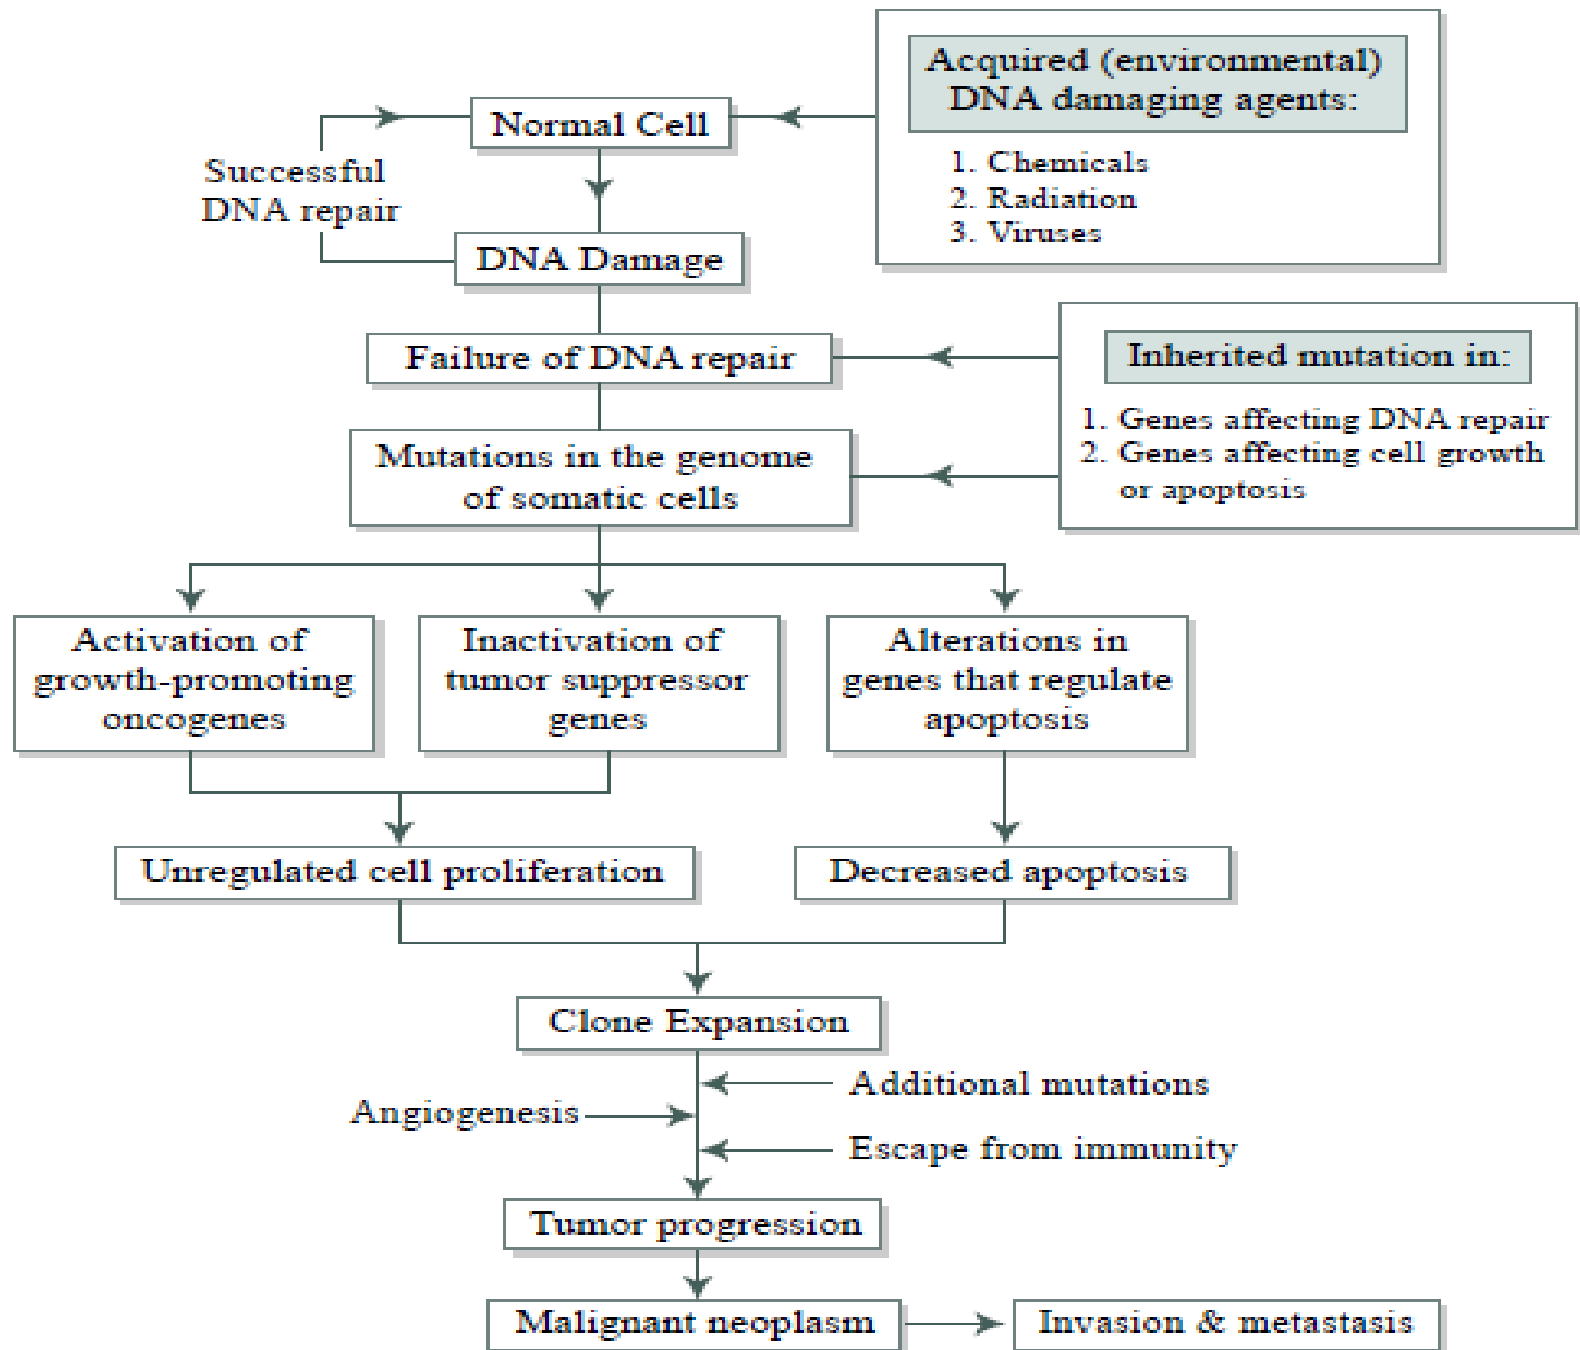 Acquired (environmental)
DNA damaging agents:
1. Chemicals
2. Radiation
3. Viruses
Normal Cell
Successful
DNA repair
DNA Damage
Failure of DNA repair
Inherited mutation in:
1. Genes affecting DNA repair
2. Genes affecting cell growth
or apoptosis
Mutations in the genome
of somatic cells
Activation of
growth-promoting
oncogenes
Inactivation of
tumor suppressor
genes
Alterations in
genes that regulate
apoptosis
Unregulated cell proliferation
Decreased apoptosis
Clone Expansion
Additional mutations
Angiogenesis
Escape from immunity
Tumor progression
Malignant neoplasm
Invasion & metastasis